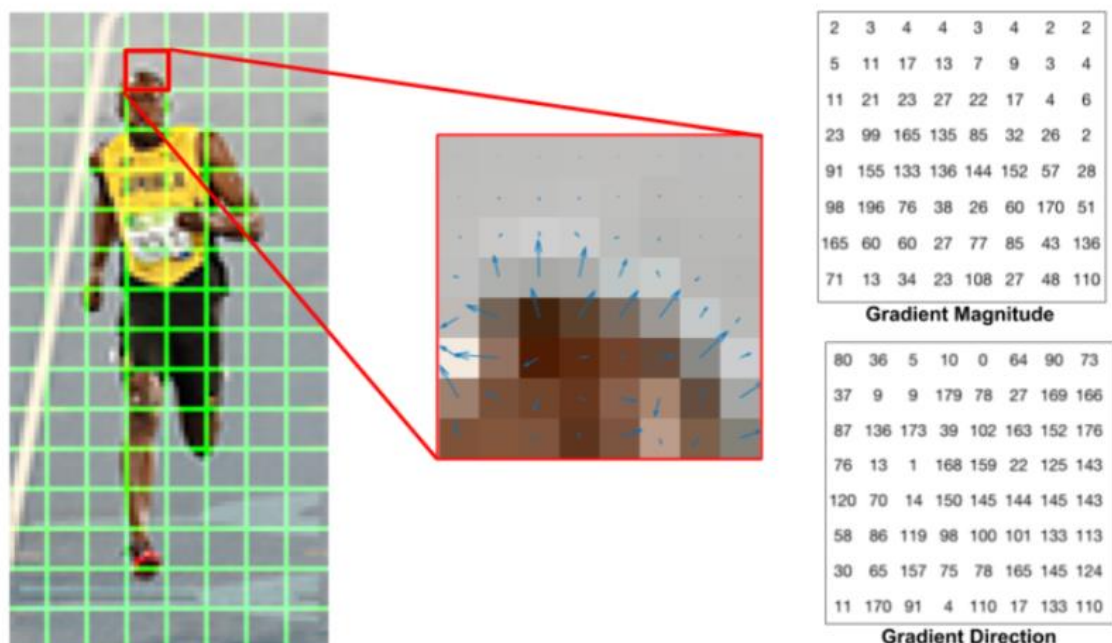 2 3 4 4 3 4 2 2
5 11 17 13 7 9 3 4
11 21 23 27 22 17 4 6
23 99 165 135 85 32 26 2
91 155 133 136 144 152 57 28
98 196 76 38 26 60 170 51
165 60 60 27 77 85 43 136
71 13 34 23 108 27 48 110
Gradient Magnitude
80 36 5 10 0 64 90 73
37 9 9 179 78 27 169 166
87 136 173 39 102 163 152 176
76 13 1 168 159 22 125 143
120 70 14 150 145 144 145 143
58 86 119 98 100 101 133 113
30 65 157 75 78 165 145 124
11 170 91 4 110 17 133 110
Gradient Direction